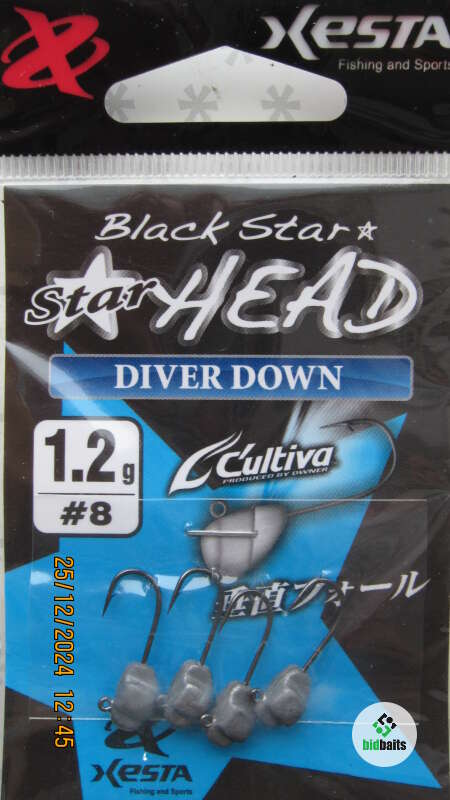 XESTA
Fishing and Sports
Black Star
Star HEAD
DIVER DOWN
1.2g
#8
C'ultiva
PRODUCED BY OWNER
垂直フォール
25/12/2024 12:45
XESTA
Fishing and Sports
bidbaits